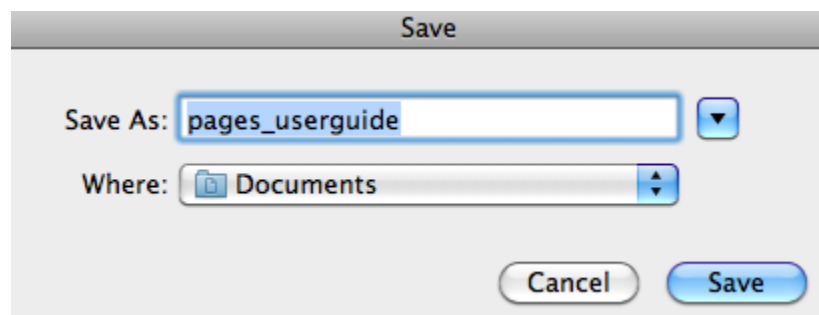 Save
Save As: pages_userguide
Where: Documents
Cancel Save